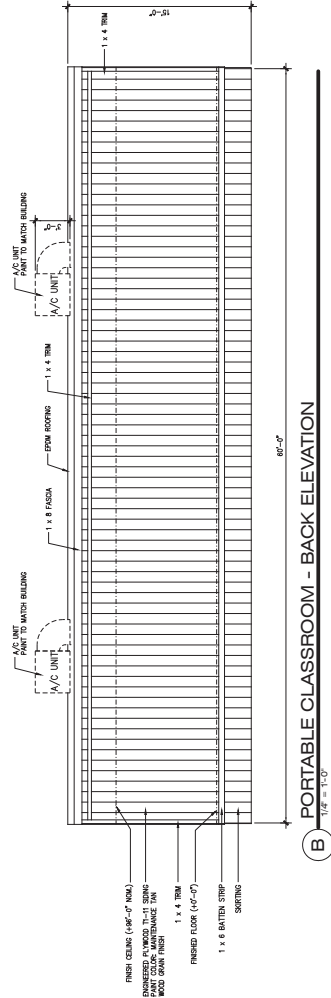 A/C UNIT
PAINT TO MATCH BUILDING
A/C UNIT
1 x 8 FASCIA
EPDM ROOFING
1 x 4 TRIM
A/C UNIT
PAINT TO MATCH BUILDING
A/C UNIT
3'-0"
1 x 4 TRIM
15'-0"
FINISH CEILING (+96'-0" NOM.)
ENGINEERED PLYWOOD T1-11 SIDING
PAINT COLOR: MAINTENANCE TAN
WOOD GRAIN FINISH
1 x 4 TRIM
FINISHED FLOOR (+0'-0")
1 x 6 BATTEN STRIP
SKIRTING
60'-0"
B
PORTABLE CLASSROOM - BACK ELEVATION
1/4" = 1'-0"